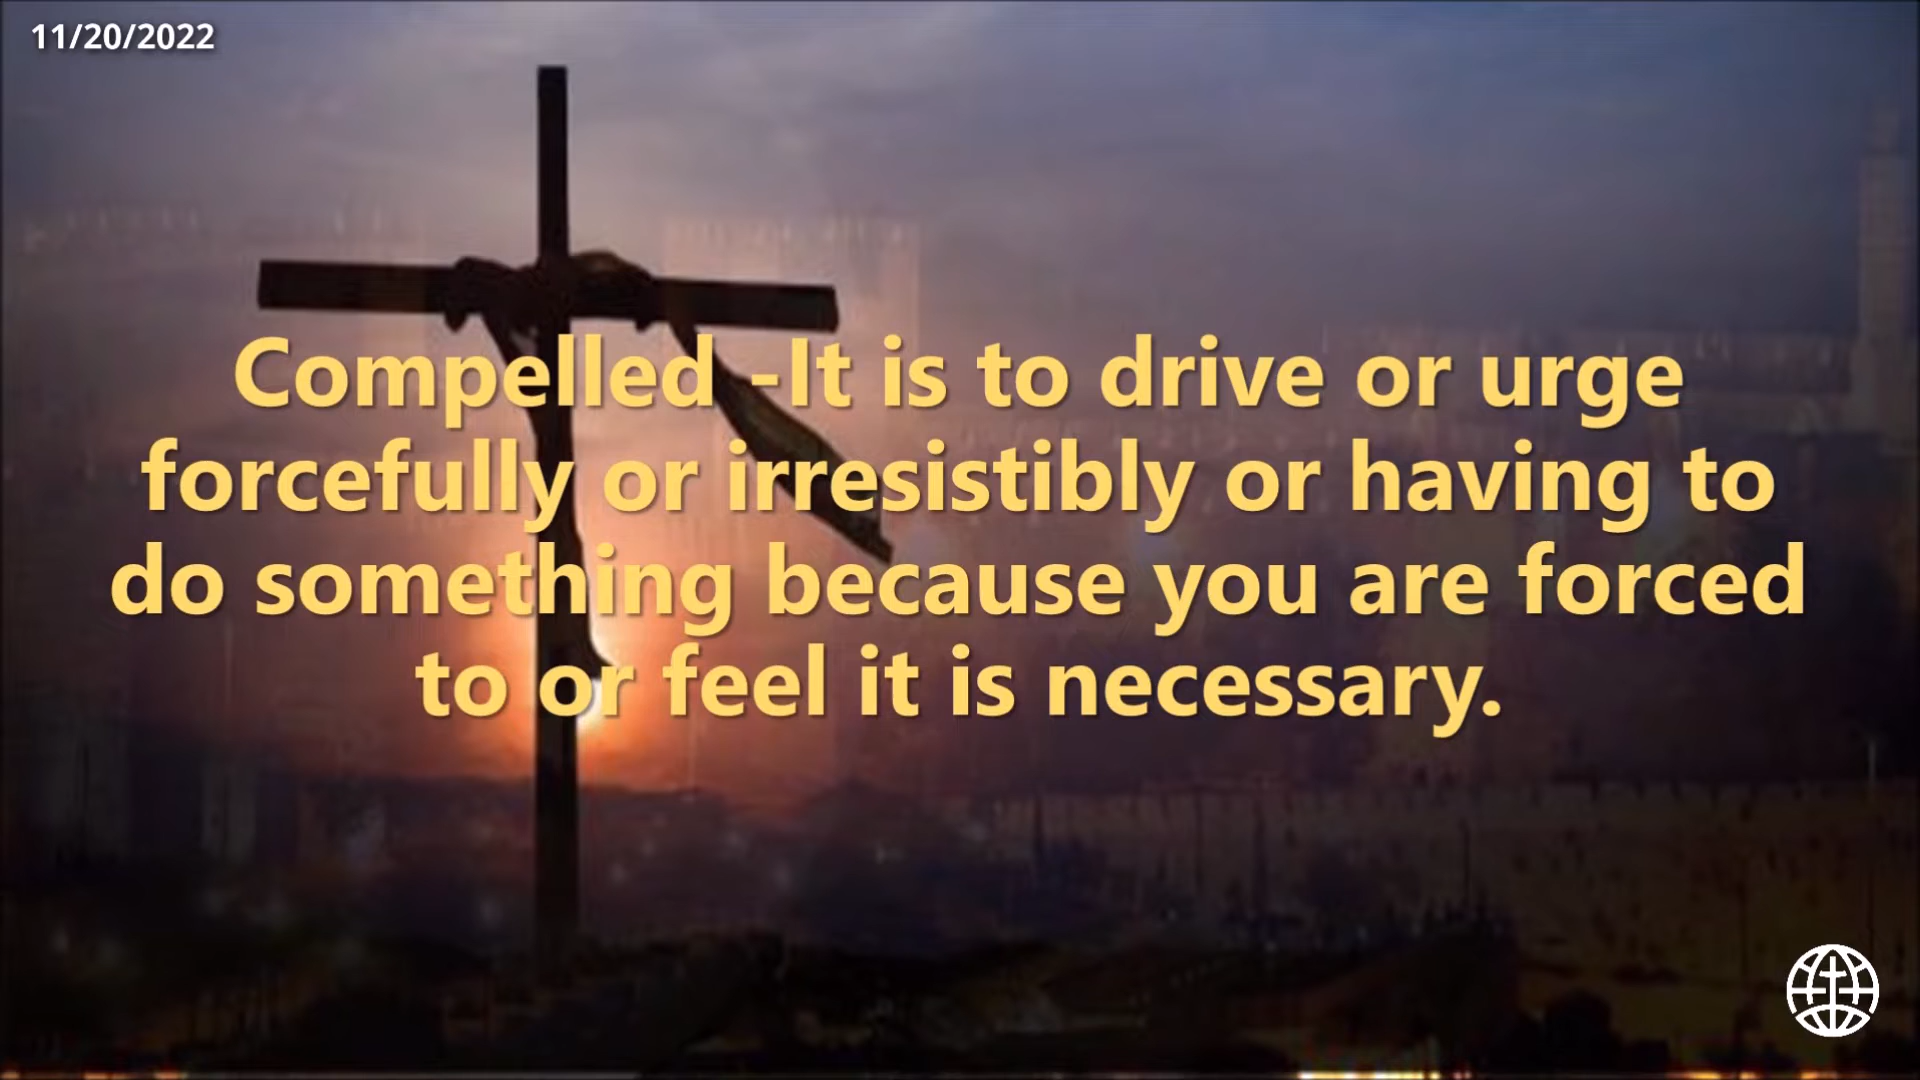 11/20/2022
Compelled -It is to drive or urge
forcefully or irresistibly or having to
do something because you are forced
to or feel it is necessary.